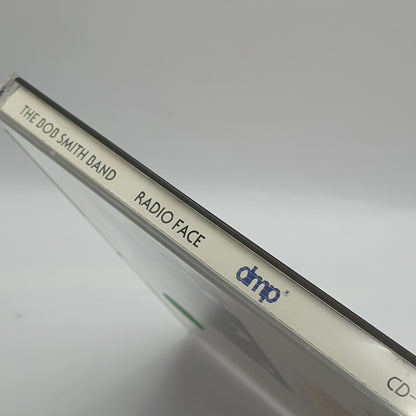 THE BOB SMITH BAND RADIO FACE dmp ® CD-